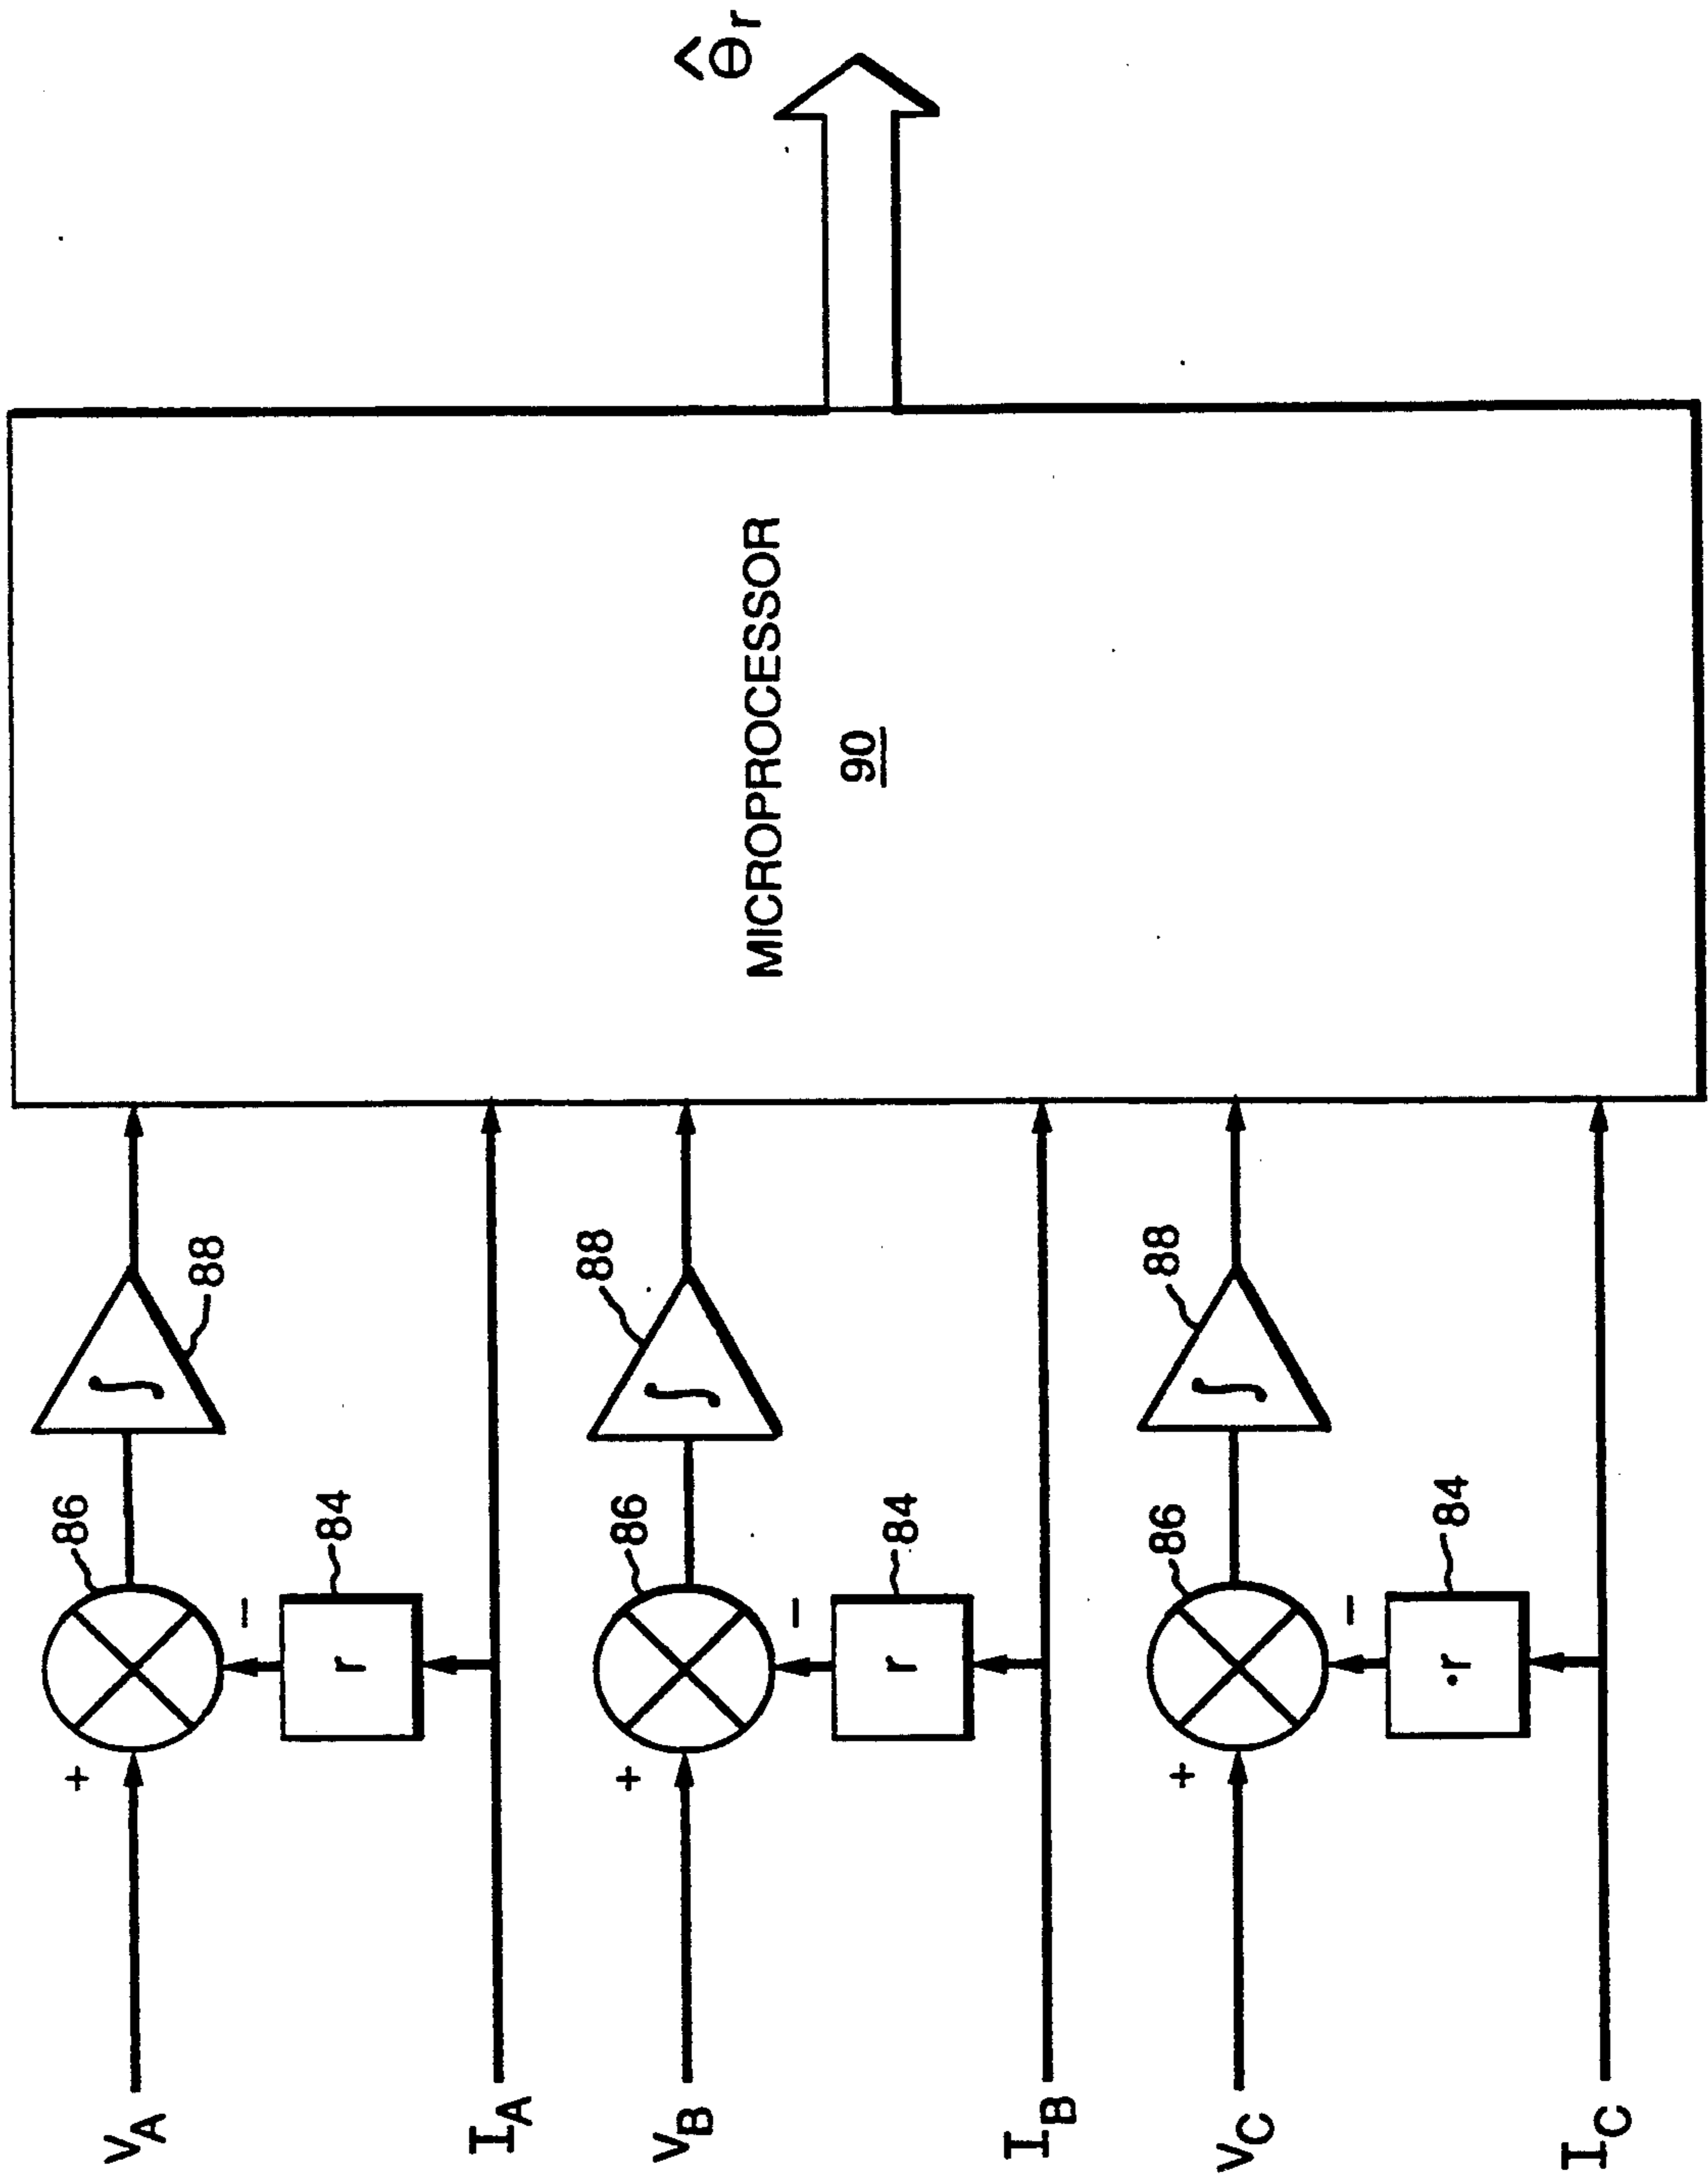 VA
+
86
∫
88
−
r
84
IA
VB
+
86
∫
88
−
r
84
IB
VC
+
86
∫
88
−
r
84
IC
MICROPROCESSOR
90
θ̂r